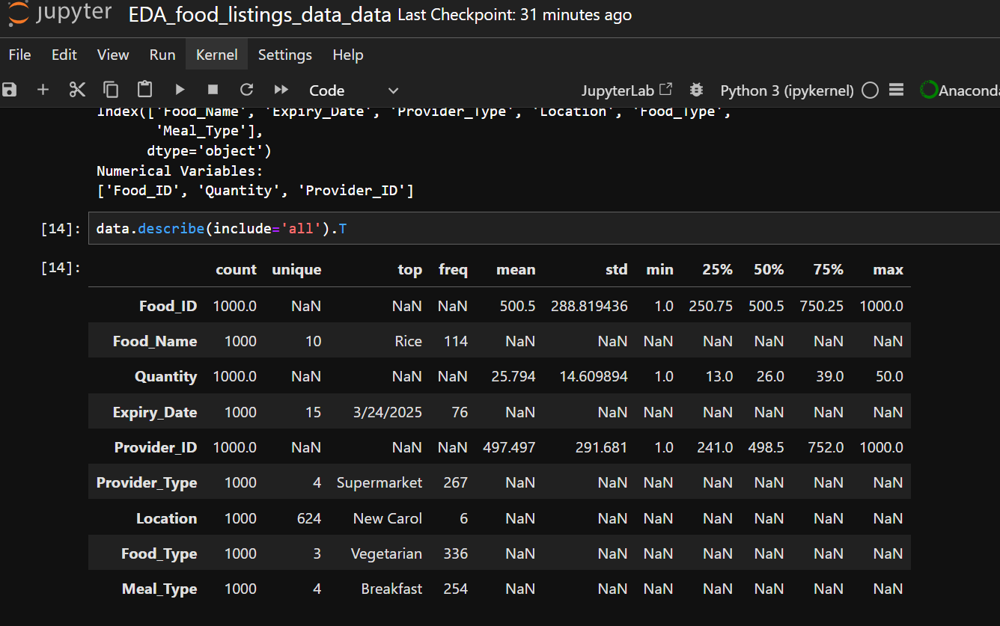 jupyter EDA_food_listings_data_data Last Checkpoint: 31 minutes ago
File Edit View Run Kernel Settings Help
Code JupyterLab Python 3 (ipykernel) Anacond
Index(['Food_Name', 'Expiry_Date', 'Provider_Type', 'Location', 'Food_Type',
'Meal_Type'],
dtype='object')
Numerical Variables:
['Food_ID', 'Quantity', 'Provider_ID']
[14]: data.describe(include='all').T
[14]: count unique top freq mean std min 25% 50% 75% max
Food_ID 1000.0 NaN NaN NaN 500.5 288.819436 1.0 250.75 500.5 750.25 1000.0
Food_Name 1000 10 Rice 114 NaN NaN NaN NaN NaN NaN NaN
Quantity 1000.0 NaN NaN NaN 25.794 14.609894 1.0 13.0 26.0 39.0 50.0
Expiry_Date 1000 15 3/24/2025 76 NaN NaN NaN NaN NaN NaN NaN
Provider_ID 1000.0 NaN NaN NaN 497.497 291.681 1.0 241.0 498.5 752.0 1000.0
Provider_Type 1000 4 Supermarket 267 NaN NaN NaN NaN NaN NaN NaN
Location 1000 624 New Carol 6 NaN NaN NaN NaN NaN NaN NaN
Food_Type 1000 3 Vegetarian 336 NaN NaN NaN NaN NaN NaN NaN
Meal_Type 1000 4 Breakfast 254 NaN NaN NaN NaN NaN NaN NaN